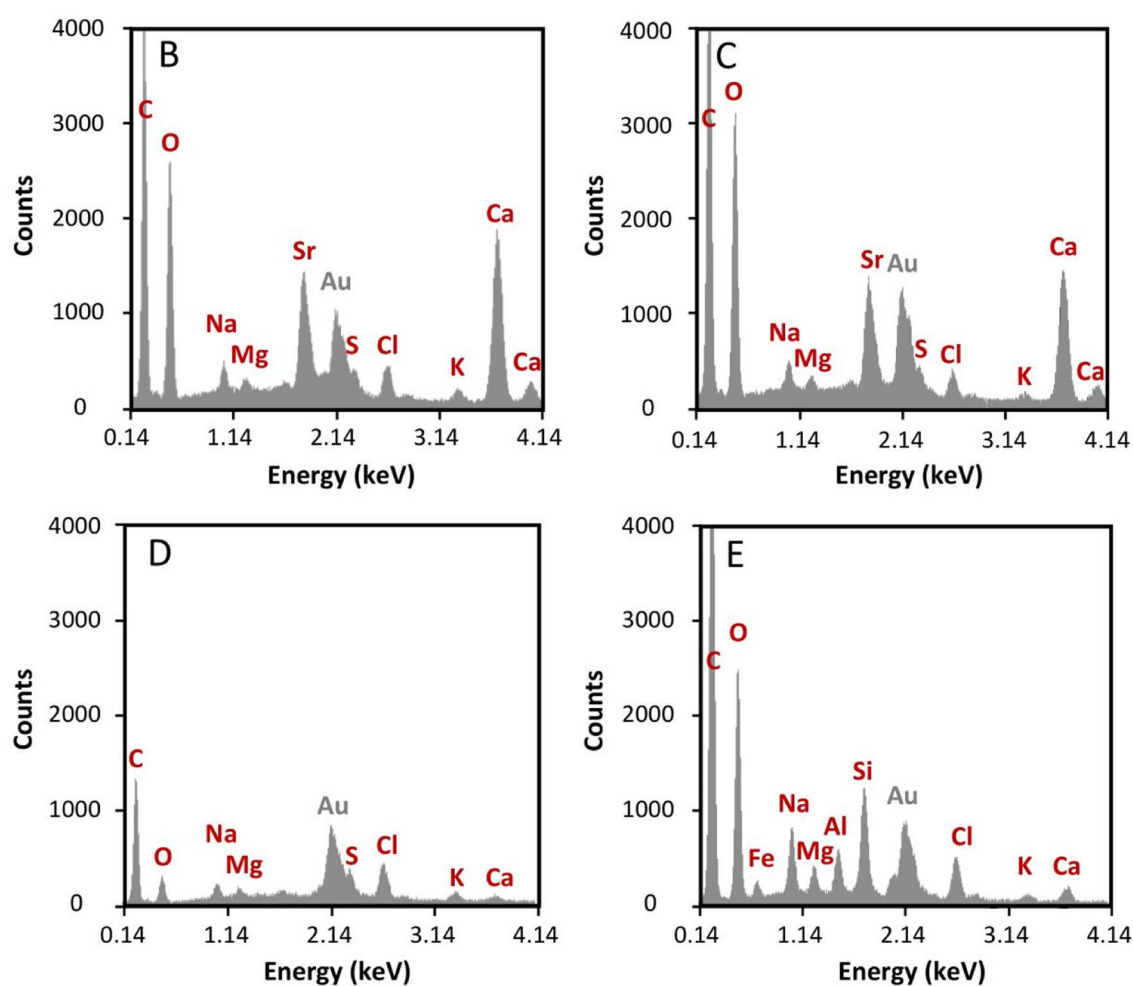 4000
3000
2000
1000
0
Counts
B
C
O
Na
Mg
Sr
Au
S
Cl
K
Ca
Ca
0.14 1.14 2.14 3.14 4.14
Energy (keV)
4000
3000
2000
1000
0
Counts
C
O
C
Na
Mg
Sr
Au
S
Cl
K
Ca
Ca
0.14 1.14 2.14 3.14 4.14
Energy (keV)
4000
3000
2000
1000
0
Counts
D
C
O
Na
Mg
Au
S
Cl
K
Ca
0.14 1.14 2.14 3.14 4.14
Energy (keV)
4000
3000
2000
1000
0
Counts
E
O
C
Fe
Na
Mg
Al
Si
Au
Cl
K
Ca
0.14 1.14 2.14 3.14 4.14
Energy (keV)